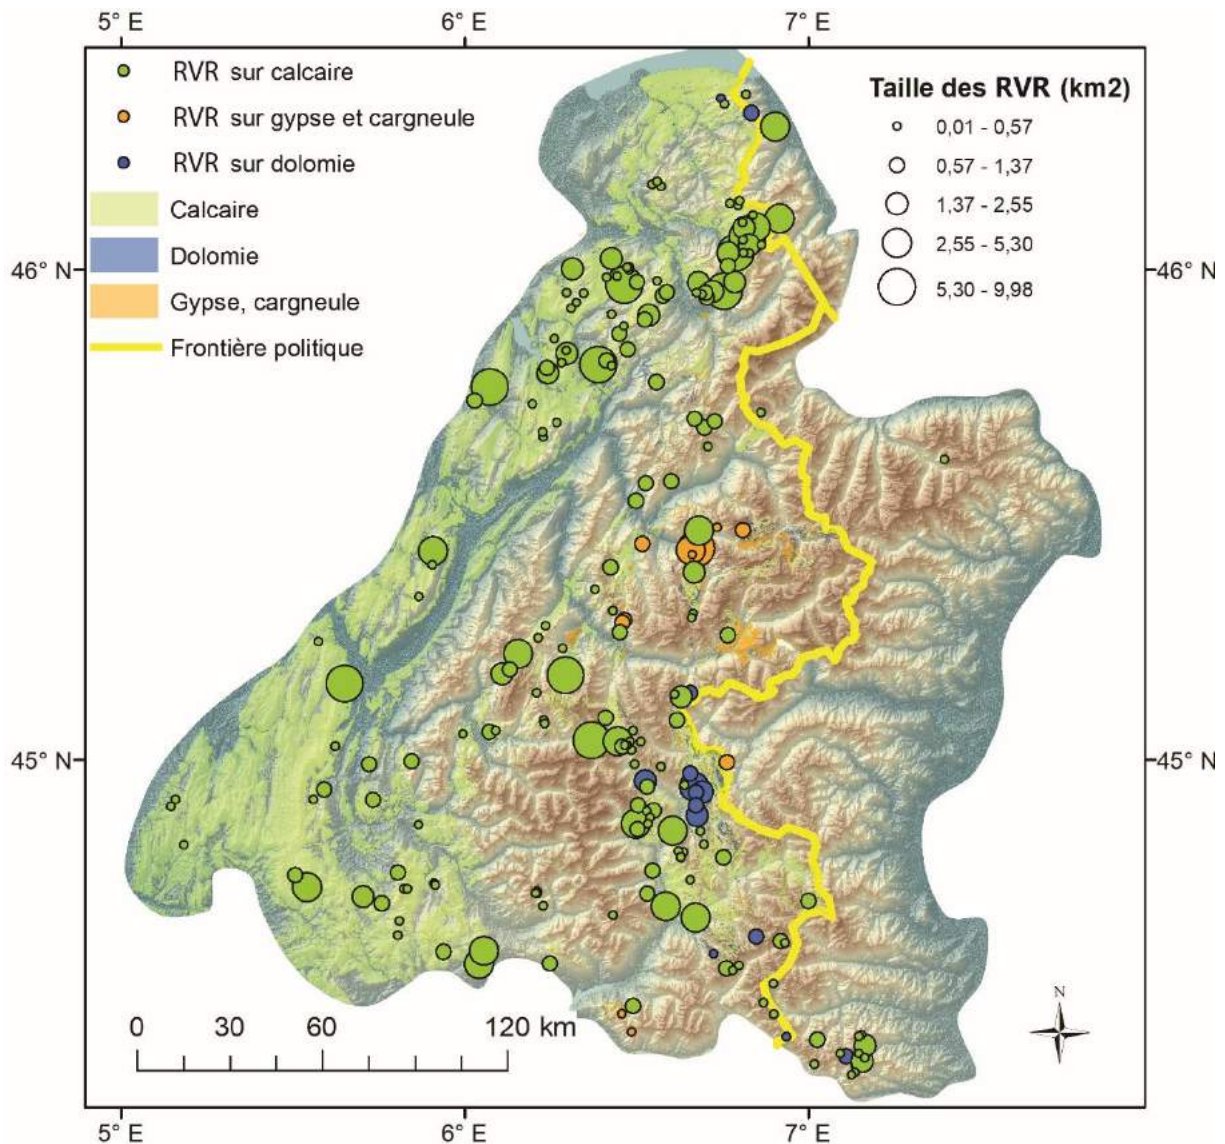 5° E 6° E 7° E
RVR sur calcaire
RVR sur gypse et cargneule
RVR sur dolomie
Calcaire
Dolomie
Gypse, cargneule
Frontière politique
Taille des RVR (km2)
0,01 - 0,57
0,57 - 1,37
1,37 - 2,55
2,55 - 5,30
5,30 - 9,98
46° N 46° N
45° N 45° N
N
0 30 60 120 km
5° E 6° E 7° E